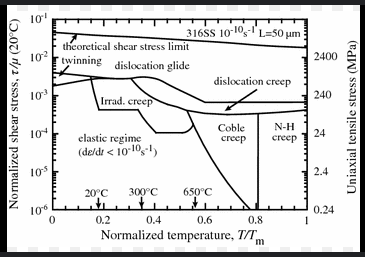 316SS 10⁻¹⁰s⁻¹ L=50 μm
theoretical shear stress limit
twinning
dislocation glide
dislocation creep
Irrad. creep
elastic regime
(dε/dt < 10⁻¹⁰s⁻¹)
Coble
creep
N-H
creep
20°C
300°C
650°C
10⁻¹
10⁻²
10⁻³
10⁻⁴
10⁻⁵
10⁻⁶
Normalized shear stress, τ/μ (20°C)
2400
240
24
2.4
0.24
Uniaxial tensile stress (MPa)
0
0.2
0.4
0.6
0.8
1
Normalized temperature, T/Tₘ